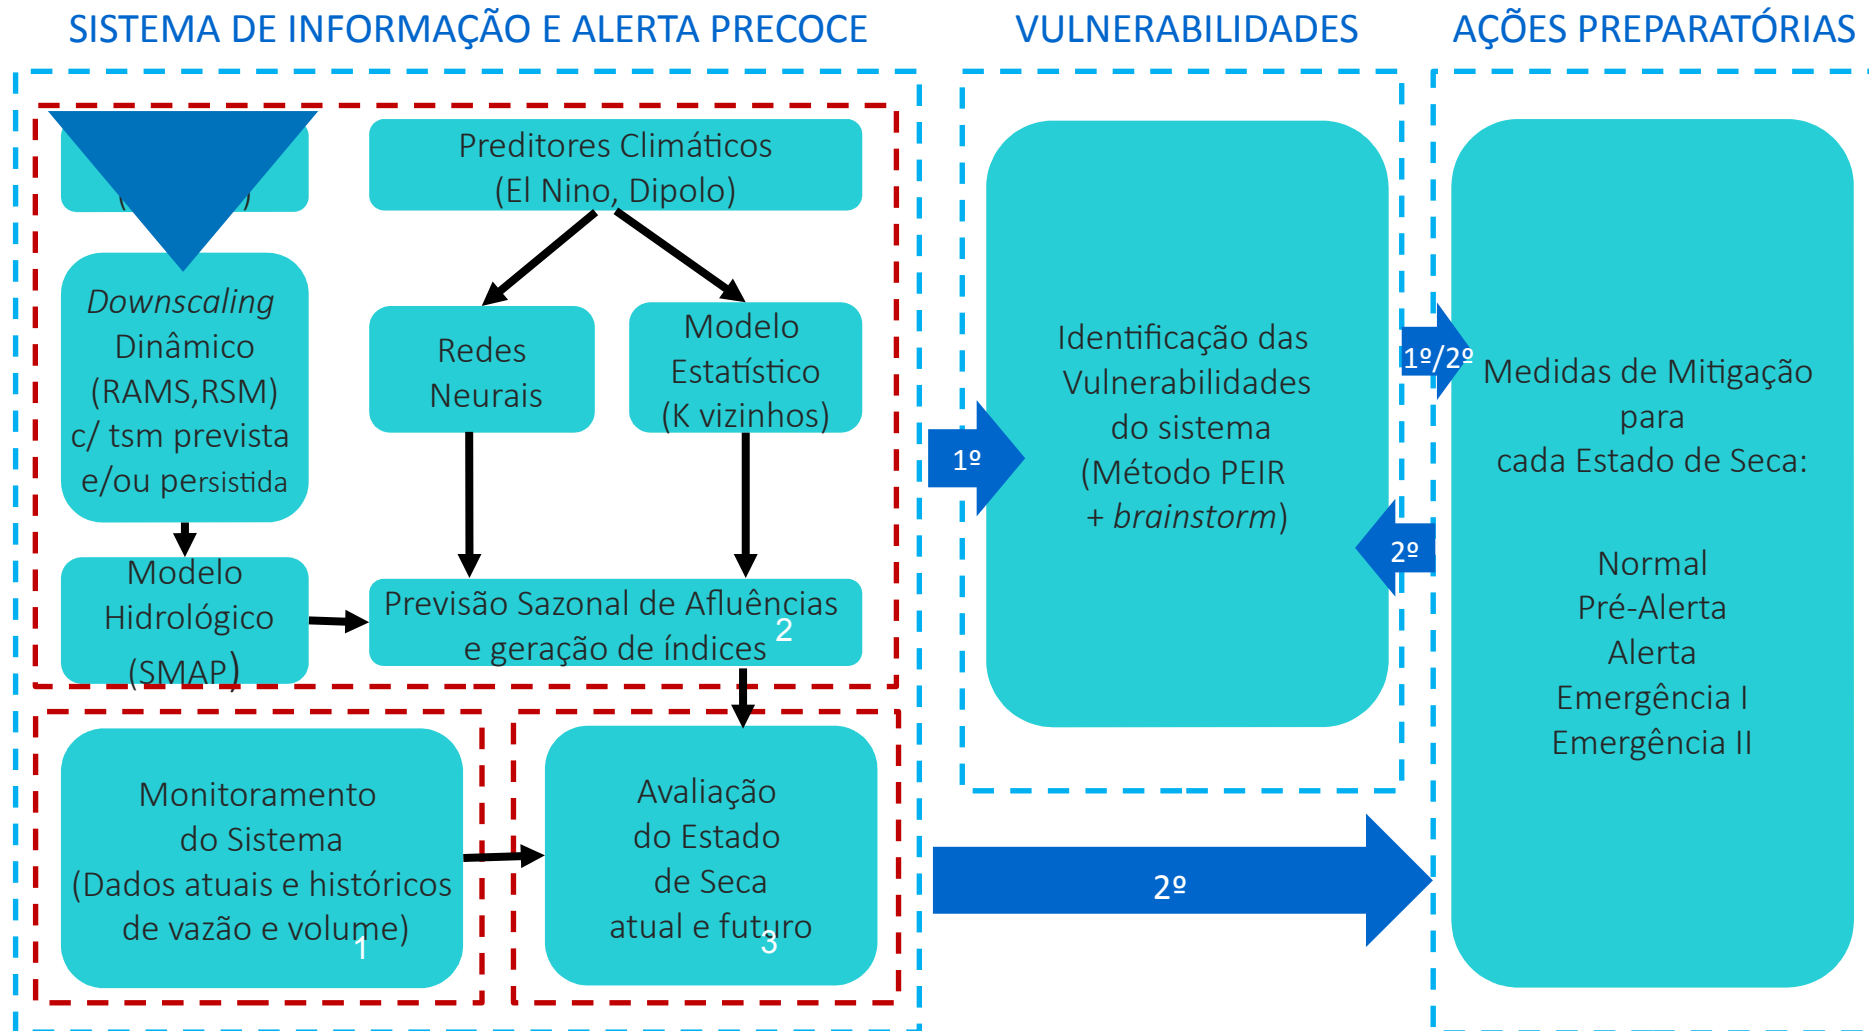 SISTEMA DE INFORMAÇÃO E ALERTA PRECOCE
VULNERABILIDADES
AÇÕES PREPARATÓRIAS
Preditores Climáticos
(El Nino, Dipolo)
Downscaling
Dinâmico
(RAMS,RSM)
c/ tsm prevista
e/ou persistida
Redes
Neurais
Modelo
Estatístico
(K vizinhos)
Modelo
Hidrológico
(SMAP)
Previsão Sazonal de Afluências
e geração de índices
2
Monitoramento
do Sistema
(Dados atuais e históricos
de vazão e volume)
1
Avaliação
do Estado
de Seca
atual e futuro
3
1º
Identificação das
Vulnerabilidades
do sistema
(Método PEIR
+ brainstorm)
1º/2º
2º
2º
Medidas de Mitigação
para
cada Estado de Seca:
Normal
Pré-Alerta
Alerta
Emergência I
Emergência II